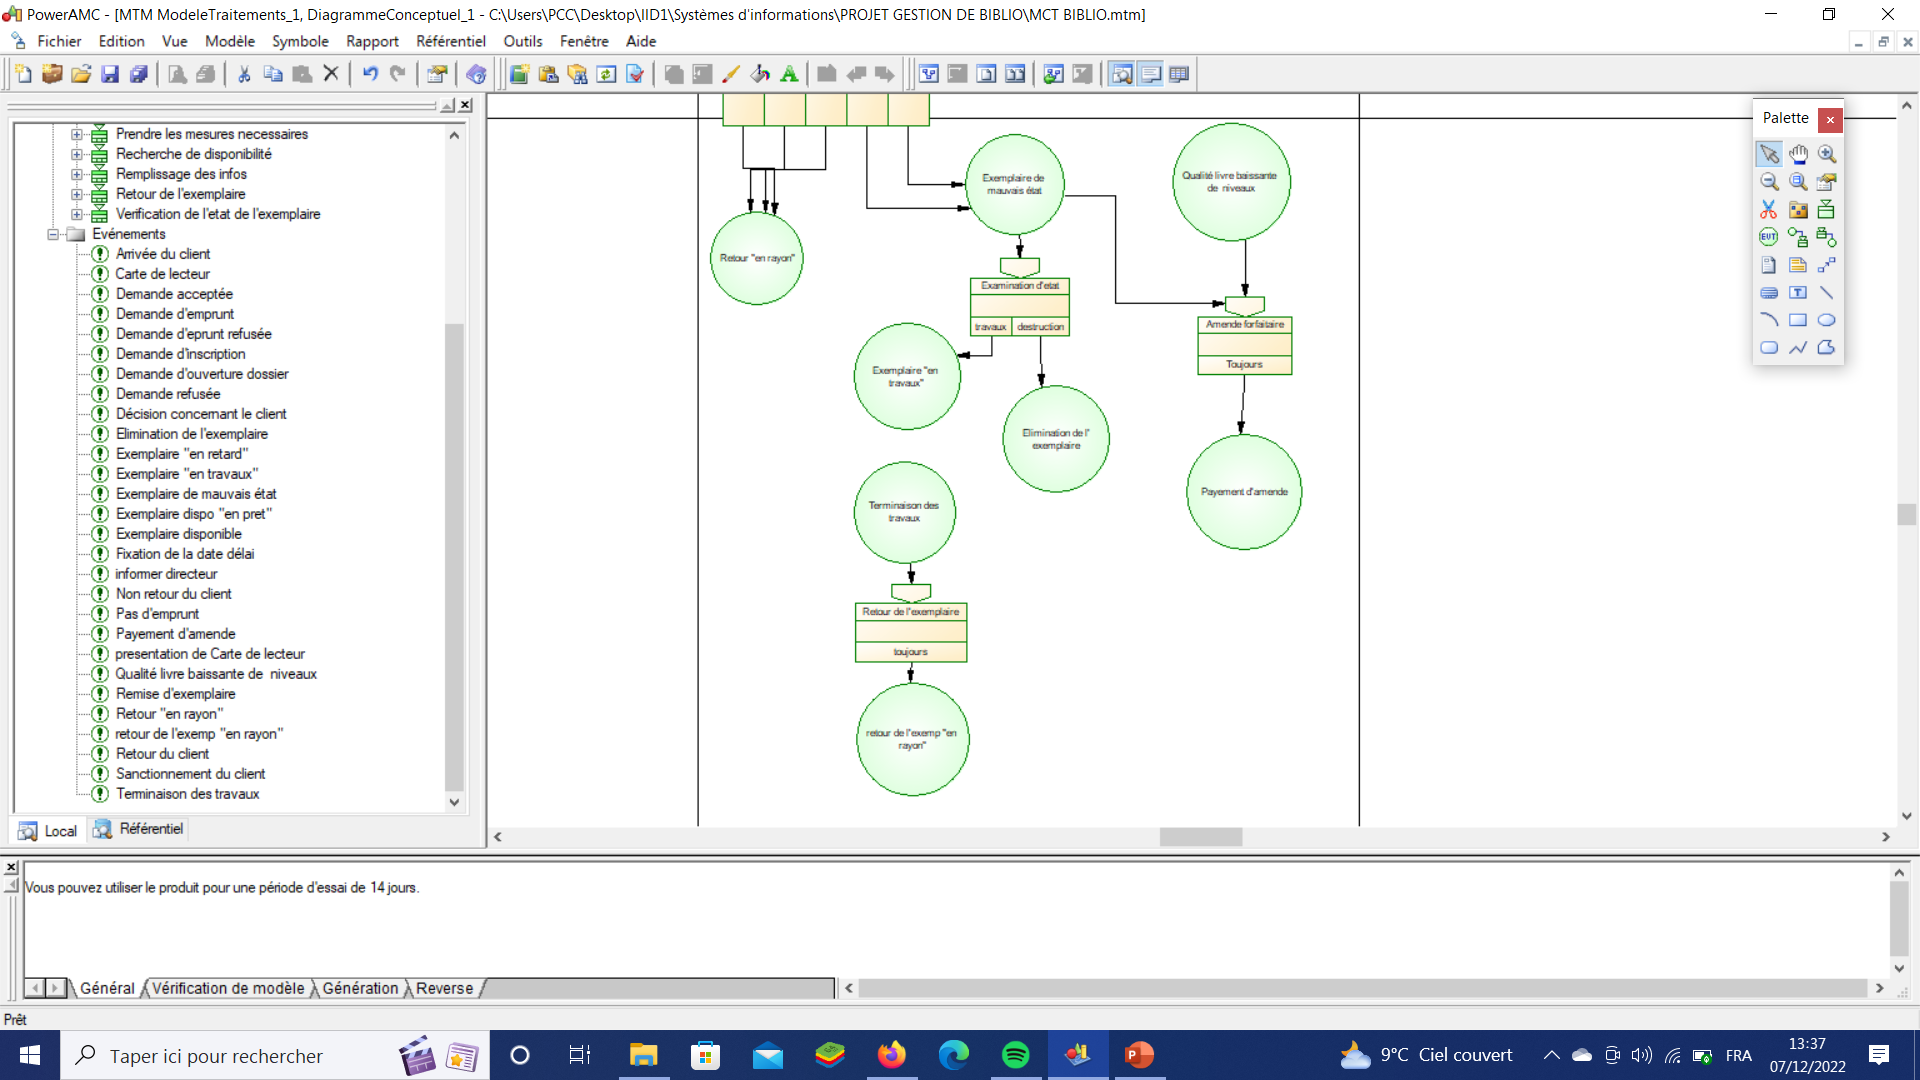 PowerAMC - [MTM ModeleTraitements_1, DiagrammeConceptuel_1 - C:\Users\PCC\Desktop\IID1\Systèmes d'informations\PROJET GESTION DE BIBLIO\MCT BIBLIO.mtm]
Fichier Edition Vue Modèle Symbole Rapport Référentiel Outils Fenêtre Aide
Prendre les mesures necessaires
Recherche de disponibilité
Remplissage des infos
Retour de l'exemplaire
Verification de l'etat de l'exemplaire
Evénements
Arrivée du client
Carte de lecteur
Demande acceptée
Demande d'emprunt
Demande d'eprunt refusée
Demande d'inscription
Demande d'ouverture dossier
Demande refusée
Décision concernant le client
Elimination de l'exemplaire
Exemplaire "en retard"
Exemplaire "en travaux"
Exemplaire de mauvais état
Exemplaire dispo "en pret"
Exemplaire disponible
Fixation de la date délai
informer directeur
Non retour du client
Pas d'emprunt
Payement d'amende
presentation de Carte de lecteur
Qualité livre baissante de  niveaux
Remise d'exemplaire
Retour "en rayon"
retour de l'exemp "en rayon"
Retour du client
Sanctionnement du client
Terminaison des travaux
Local Référentiel
Exemplaire de
mauvais état
Qualité livre baissante
de  niveaux
Retour "en rayon"
Examination d'etat
travaux destruction
Amende forfaitaire
Toujours
Exemplaire "en
travaux"
Elimination de l'
exemplaire
Payement d'amende
Terminaison des
travaux
Retour de l'exemplaire
toujours
retour de l'exemp "en
rayon"
Palette
EVT
Vous pouvez utiliser le produit pour une période d'essai de 14 jours.
Général Vérification de modèle Génération Reverse
Prêt
Taper ici pour rechercher
9°C Ciel couvert
FRA
13:37
07/12/2022